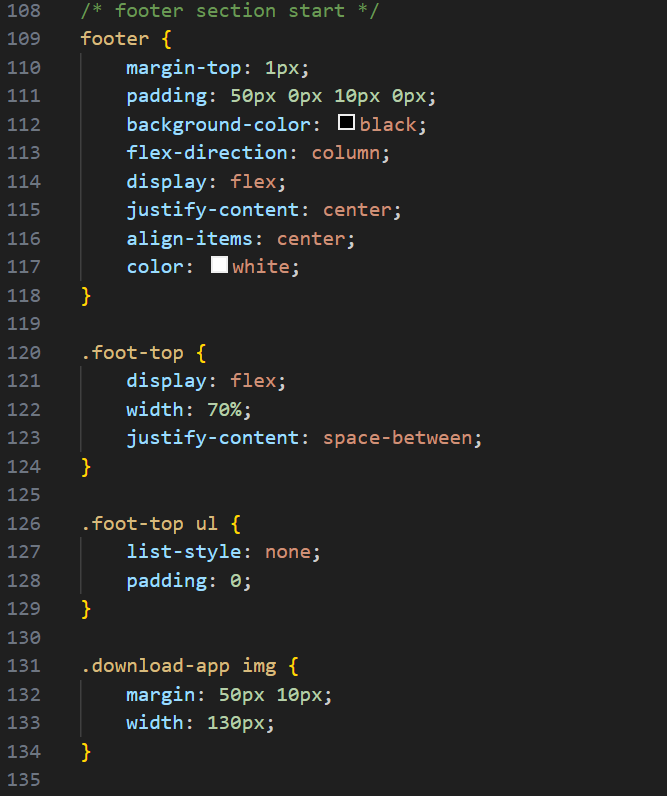 108 /* footer section start */
109 footer {
110     margin-top: 1px;
111     padding: 50px 0px 10px 0px;
112     background-color: black;
113     flex-direction: column;
114     display: flex;
115     justify-content: center;
116     align-items: center;
117     color: white;
118 }
119
120 .foot-top {
121     display: flex;
122     width: 70%;
123     justify-content: space-between;
124 }
125
126 .foot-top ul {
127     list-style: none;
128     padding: 0;
129 }
130
131 .download-app img {
132     margin: 50px 10px;
133     width: 130px;
134 }
135